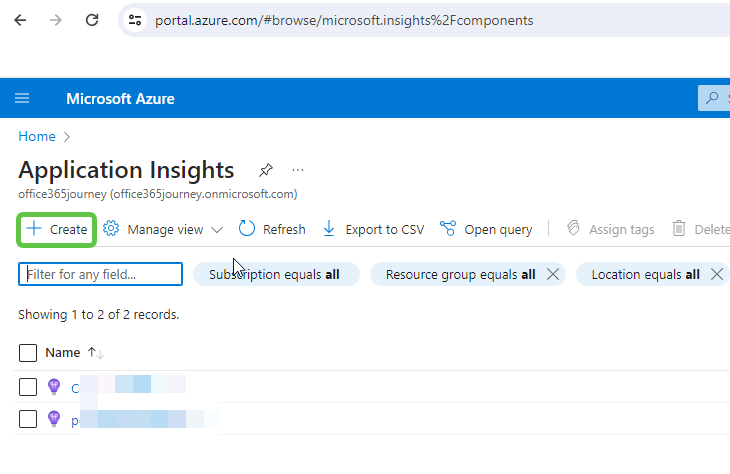 portal.azure.com/#browse/microsoft.insights%2Fcomponents
Microsoft Azure
Home
Application Insights
office365journey (office365journey.onmicrosoft.com)
Create Manage view Refresh Export to CSV Open query Assign tags Delete
Filter for any field... Subscription equals all Resource group equals all Location equals all
Showing 1 to 2 of 2 records.
Name